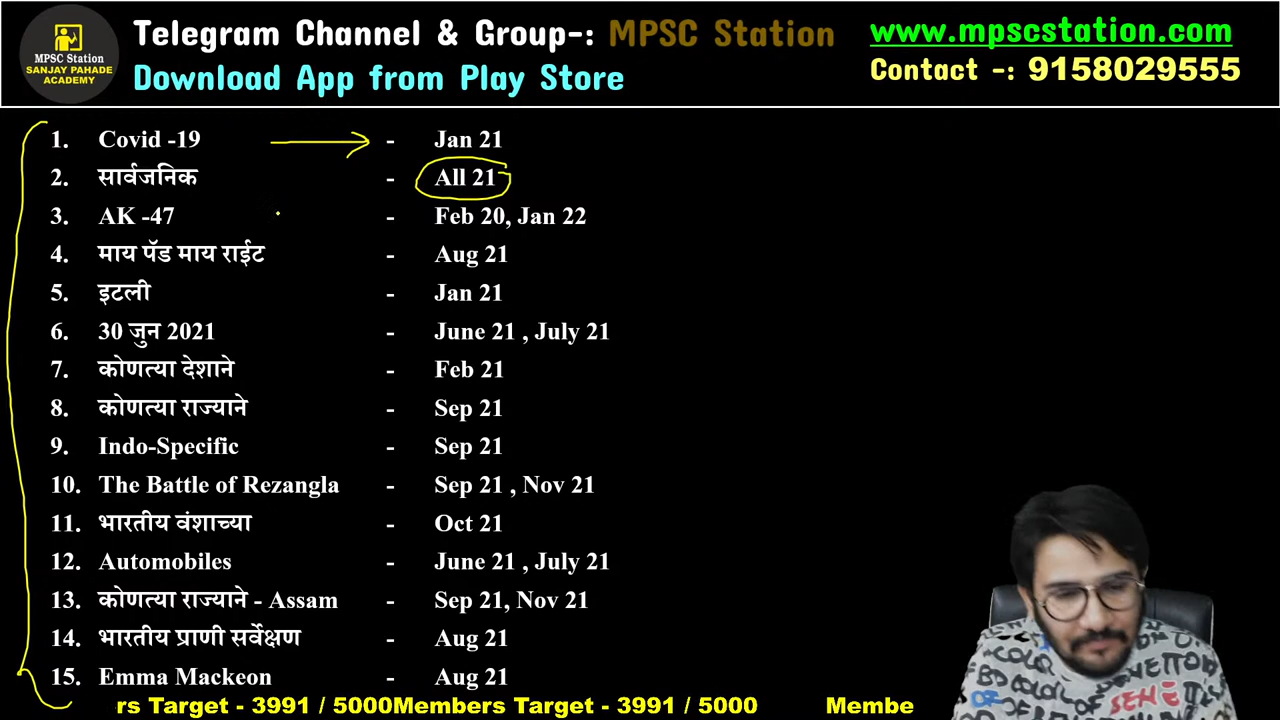 MPSC Station
SANJAY PAHADE
ACADEMY
Telegram Channel & Group-: MPSC Station
Download App from Play Store
www.mpscstation.com
Contact -: 9158029555
1. Covid -19 - Jan 21
2. सार्वजनिक - All 21
3. AK -47 - Feb 20, Jan 22
4. माय पॅड माय राईट - Aug 21
5. इटली - Jan 21
6. 30 जुन 2021 - June 21 , July 21
7. कोणत्या देशाने - Feb 21
8. कोणत्या राज्याने - Sep 21
9. Indo-Specific - Sep 21
10. The Battle of Rezangla - Sep 21 , Nov 21
11. भारतीय वंशाच्या - Oct 21
12. Automobiles - June 21 , July 21
13. कोणत्या राज्याने - Assam - Sep 21, Nov 21
14. भारतीय प्राणी सर्वेक्षण - Aug 21
15. Emma Mackeon - Aug 21
rs Target - 3991 / 5000Members Target - 3991 / 5000 Membe